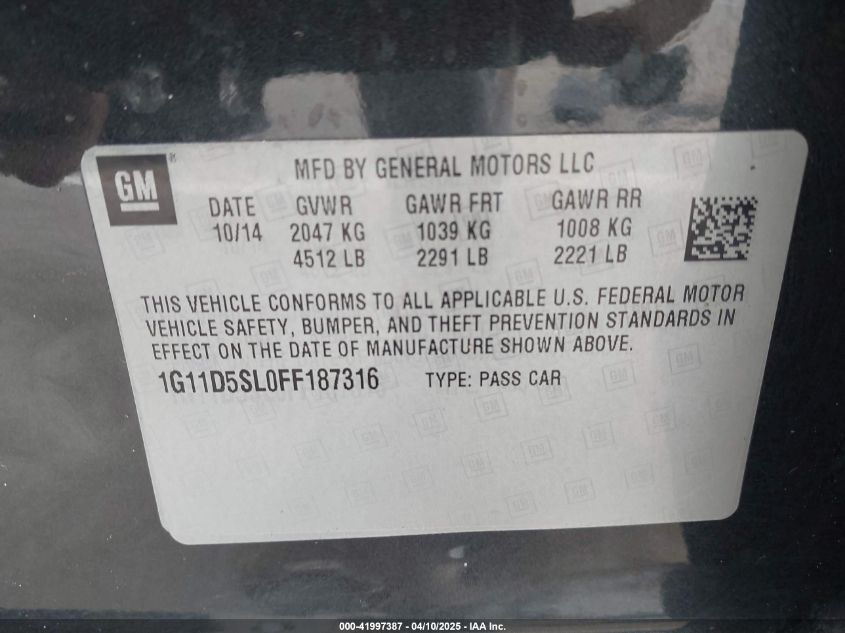 GM ® MFD BY GENERAL MOTORS LLC
DATE GVWR GAWR FRT GAWR RR
10/14 2047 KG 1039 KG 1008 KG
4512 LB 2291 LB 2221 LB
THIS VEHICLE CONFORMS TO ALL APPLICABLE U.S. FEDERAL MOTOR
VEHICLE SAFETY, BUMPER, AND THEFT PREVENTION STANDARDS IN
EFFECT ON THE DATE OF MANUFACTURE SHOWN ABOVE.
1G11D5SL0FF187316 TYPE: PASS CAR
000-41997387 - 04/10/2025 - IAA Inc.